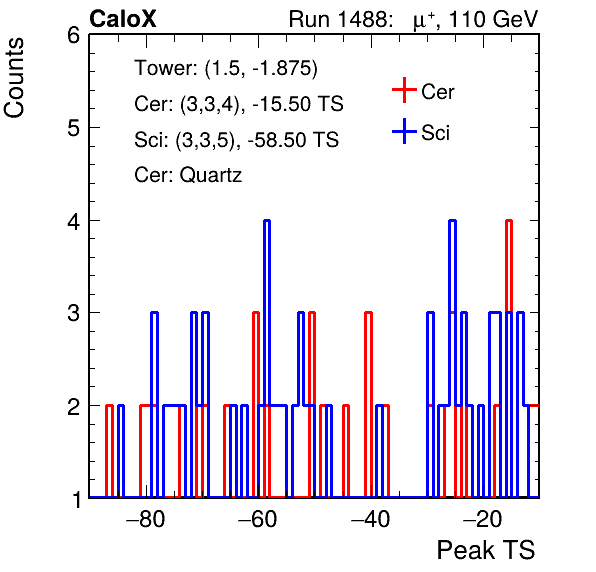 CaloX Run 1488: μ⁺, 110 GeV
Counts
6
Tower: (1.5, -1.875)
Cer: (3,3,4), -15.50 TS
Sci: (3,3,5), -58.50 TS
Cer: Quartz
Cer
Sci
5
4
3
2
1
−80 −60 −40 −20
Peak TS